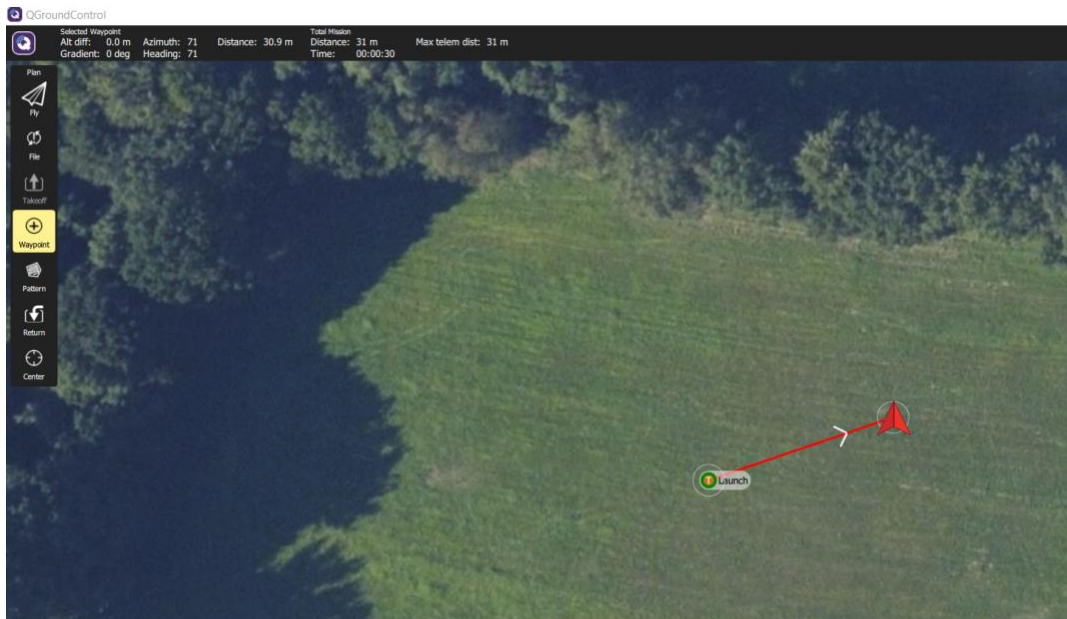 QGroundControl
Selected Waypoint
Alt diff: 0.0 m Azimuth: 71 Distance: 30.9 m
Gradient: 0 deg Heading: 71
Total Mission
Distance: 31 m Max telem dist: 31 m
Time: 00:00:30
Plan
Fly
File
Takeoff
Waypoint
Pattern
Return
Center
Launch